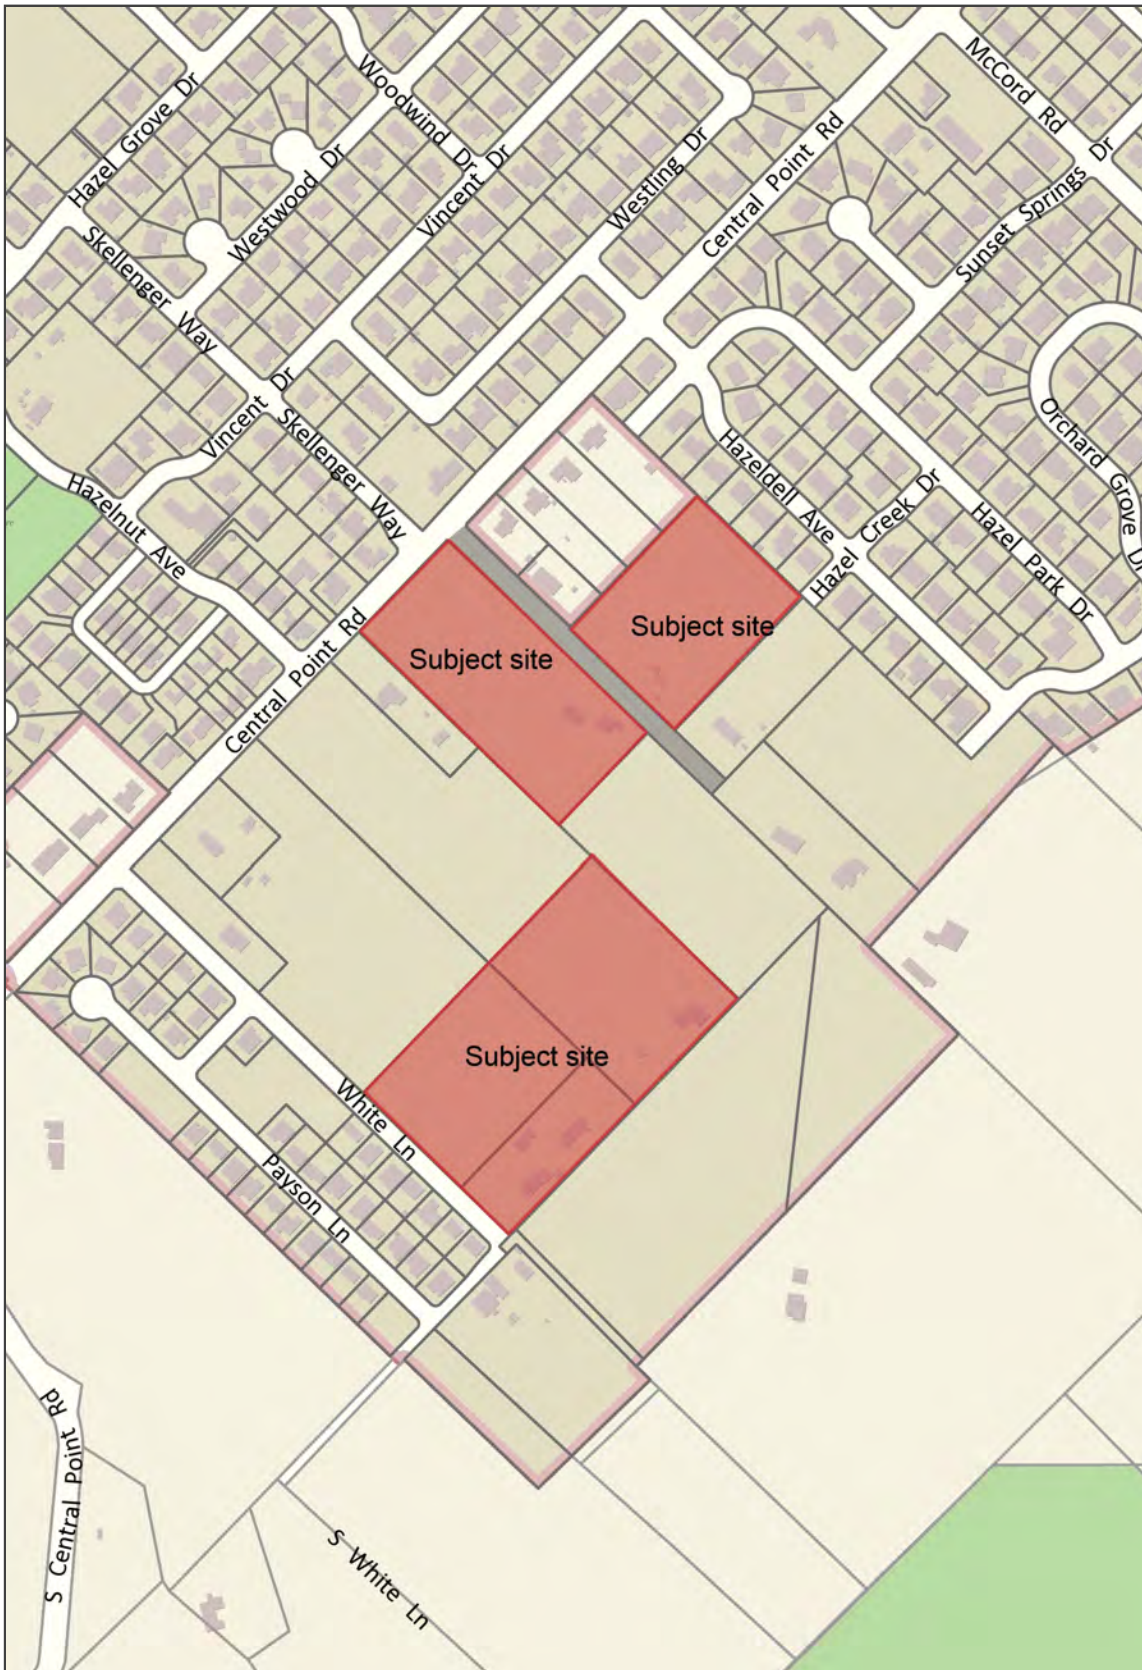 McCord Rd
Woodwind Dr
Hazel Grove Dr
Westwood Dr
Vincent Dr
Westling Dr
Central Point Rd
Sunset Springs Dr
Skellenger Way
Vincent Dr
Skellenger Way
Orchard Grove Dr
Hazeldell Ave
Hazel Creek Dr
Hazel Park Dr
Hazelnut Ave
Subject site
Subject site
Central Point Rd
Subject site
White Ln
Payson Ln
S Central Point Rd
S White Ln